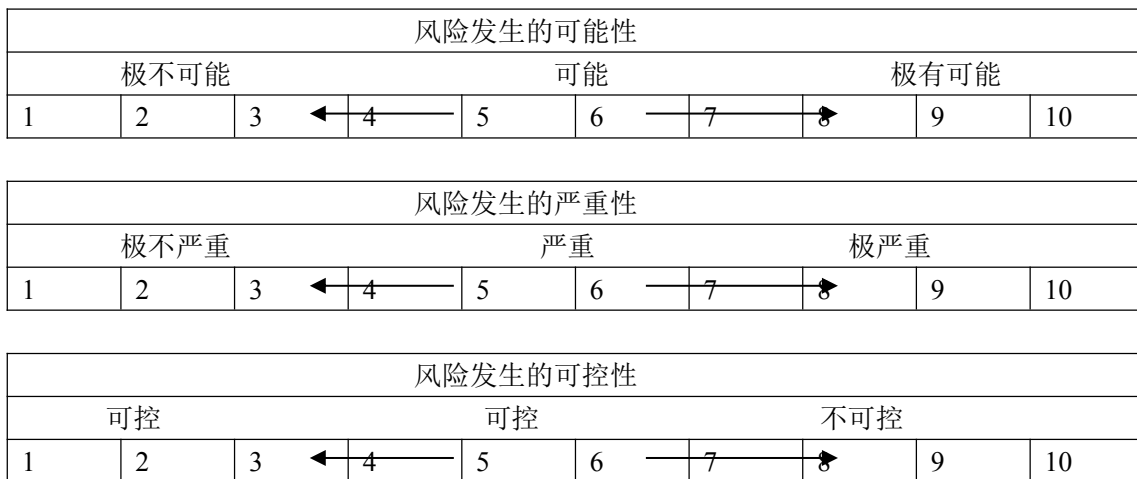 风险发生的可能性
极不可能 可能 极有可能
1 2 3 4 5 6 7 8 9 10
风险发生的严重性
极不严重 严重 极严重
1 2 3 4 5 6 7 8 9 10
风险发生的可控性
可控 可控 不可控
1 2 3 4 5 6 7 8 9 10